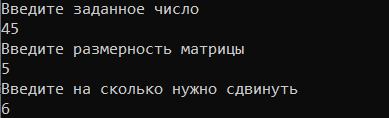 Введите заданное число
45
Введите размерность матрицы
5
Введите на сколько нужно сдвинуть
6